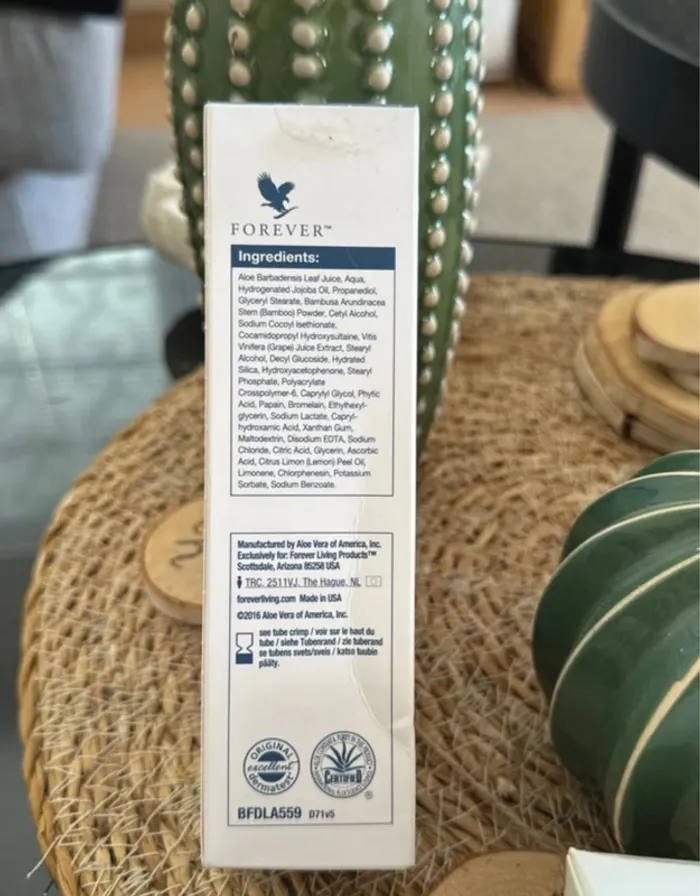 FOREVER™
Ingredients:
Aloe Barbadensis Leaf Juice, Aqua,
Hydrogenated Jojoba Oil, Propanediol,
Glyceryl Stearate, Bambusa Arundinacea
Stem (Bamboo) Powder, Cetyl Alcohol,
Sodium Cocoyl Isethionate,
Cocamidopropyl Hydroxysultaine, Vitis
Vinifera (Grape) Juice Extract, Stearyl
Alcohol, Decyl Glucoside, Hydrated
Silica, Hydroxyacetophenone, Stearyl
Phosphate, Polyacrylate
Crosspolymer-6, Caprylyl Glycol, Phytic
Acid, Papain, Bromelain, Ethylhexyl-
glycerin, Sodium Lactate, Capryl-
hydroxamic Acid, Xanthan Gum,
Maltodextrin, Disodium EDTA, Sodium
Chloride, Citric Acid, Glycerin, Ascorbic
Acid, Citrus Limon (Lemon) Peel Oil,
Limonene, Chlorphenesin, Potassium
Sorbate, Sodium Benzoate.
Manufactured by Aloe Vera of America, Inc.
Exclusively for: Forever Living Products™
Scottsdale, Arizona 85258 USA
TRC, 2511VJ, The Hague, NL
foreverliving.com Made in USA
©2016 Aloe Vera of America, Inc.
see tube crimp / voir sur le haut du
tube / siehe Tubenrand / zie tuberand
se tubens svets/sveis / katso tuubin
pääty.
ORIGINAL
excellent
dermatest
CERTIFIED
®
BFDLA559 D71v5